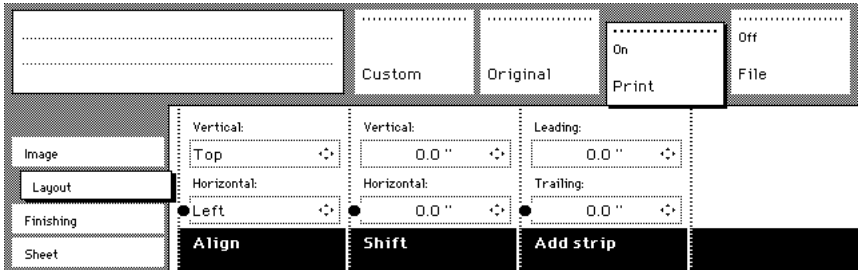 Custom
Original
On
Print
Off
File
Image
Layout
Finishing
Sheet
Vertical:
Top
Horizontal:
Left
Align
Vertical:
0.0 "
Horizontal:
0.0 "
Shift
Leading:
0.0 "
Trailing:
0.0 "
Add strip